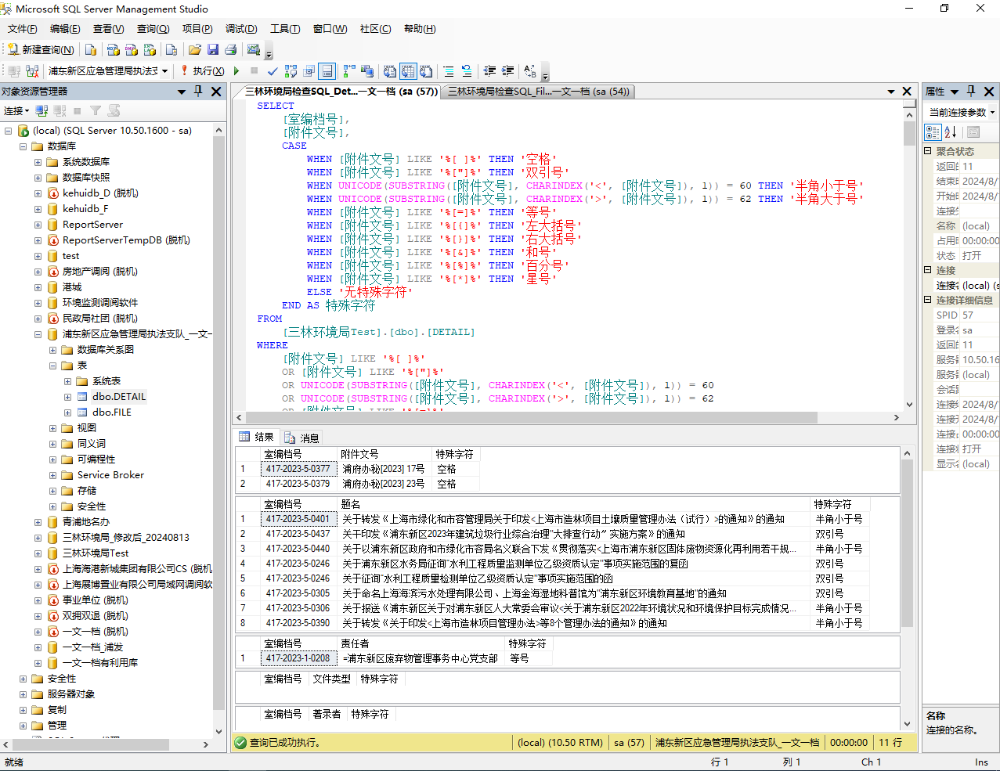 Microsoft SQL Server Management Studio
文件(F) 编辑(E) 查看(V) 查询(Q) 项目(P) 调试(D) 工具(T) 窗口(W) 社区(C) 帮助(H)
新建查询(N)
浦东新区应急管理局执法支 执行(X)
对象资源管理器
连接
(local) (SQL Server 10.50.1600 - sa)
数据库
系统数据库
数据库快照
kehuidb_D (脱机)
kehuidb_F
ReportServer
ReportServerTempDB (脱机)
test
房地产调阅 (脱机)
港城
环境监测调阅软件
民政局社团 (脱机)
浦东新区应急管理局执法支队_一文一
数据库关系图
表
系统表
dbo.DETAIL
dbo.FILE
视图
同义词
可编程性
Service Broker
存储
安全性
青浦地名办
三林环境局_修改后_20240813
三林环境局Test
上海海港新城集团有限公司CS (脱机
上海展博置业有限公司局域网调阅软
事业单位 (脱机)
双拥双退 (脱机)
一文一档 (脱机)
一文一档_浦发
一文一档有利用库
安全性
服务器对象
复制
管理
三林环境局检查SQL_Det...一文一档 (sa (57)) 三林环境局检查SQL_Fil...一文一档 (sa (54))
SELECT
[室编档号],
[附件文号],
CASE
WHEN [附件文号] LIKE '%[ ]%' THEN '空格'
WHEN [附件文号] LIKE '%["]%' THEN '双引号'
WHEN UNICODE(SUBSTRING([附件文号], CHARINDEX('<', [附件文号]), 1)) = 60 THEN '半角小于号'
WHEN UNICODE(SUBSTRING([附件文号], CHARINDEX('>', [附件文号]), 1)) = 62 THEN '半角大于号'
WHEN [附件文号] LIKE '%[=]%' THEN '等号'
WHEN [附件文号] LIKE '%[{]%' THEN '左大括号'
WHEN [附件文号] LIKE '%[}]%' THEN '右大括号'
WHEN [附件文号] LIKE '%[&]%' THEN '和号'
WHEN [附件文号] LIKE '%[%]%' THEN '百分号'
WHEN [附件文号] LIKE '%[*]%' THEN '星号'
ELSE '无特殊字符'
END AS 特殊字符
FROM
[三林环境局Test].[dbo].[DETAIL]
WHERE
[附件文号] LIKE '%[ ]%'
OR [附件文号] LIKE '%["]%'
OR UNICODE(SUBSTRING([附件文号], CHARINDEX('<', [附件文号]), 1)) = 60
OR UNICODE(SUBSTRING([附件文号], CHARINDEX('>', [附件文号]), 1)) = 62
OR [附件文号] LIKE '%[=]%'
结果 消息
室编档号 附件文号 特殊字符
1 417-2023-5-0377 浦府办秘[2023] 17号 空格
2 417-2023-5-0379 浦府办秘[2023] 23号 空格
室编档号 题名 特殊字符
1 417-2023-5-0401 关于转发《上海市绿化和市容管理局关于印发<上海市造林项目土壤质量管理办法（试行）>的通知》的通知 半角小于号
2 417-2023-5-0437 关于印发《浦东新区2023年建筑垃圾行业综合治理"大排查行动" 实施方案》的通知 双引号
3 417-2023-5-0440 关于以浦东新区政府和市绿化市容局名义联合下发《贯彻落实<上海市浦东新区固体废物资源化再利用若干规... 半角小于号
4 417-2023-5-0246 关于浦东新区水务局征询"水利工程质量监测单位乙级资质认定"事项实施范围的复函 双引号
5 417-2023-5-0246 关于征询"水利工程质量检测单位乙级资质认定"事项实施范围的函 双引号
6 417-2023-5-0305 关于命名上海海滨污水处理有限公司、上海金海湿地科普馆为"浦东新区环境教育基地"的通知 双引号
7 417-2023-5-0306 关于报送《浦东新区关于对浦东新区人大常委会审议<关于浦东新区2022年环境状况和环境保护目标完成情况... 半角小于号
8 417-2023-5-0390 关于转发《关于印发<上海市造林项目管理办法>等8个管理办法的通知》的通知 半角小于号
室编档号 责任者 特殊字符
1 417-2023-1-0208 =浦东新区废弃物管理事务中心党支部 等号
室编档号 文件类型 特殊字符
室编档号 著录者 特殊字符
查询已成功执行。 (local) (10.50 RTM) sa (57) 浦东新区应急管理局执法支队_一文一档 00:00:00 11 行
属性
当前连接参数
聚合状态
返回的 11
结束时 2024/8/
开始时 2024/8/
连接失
名称 (local)
占用时 00:00:00
状态 打开
连接
连接名 (local) (s
连接详细信息
SPID 57
登录名 sa
返回的 11
服务器 10.50.16
服务器 (local)
会话跟
连接结 2024/8/
连接开 2024/8/
连接占 00:00:00
连接状 打开
显示名 (local)
名称
连接的名称。
就绪 行 1 列 1 Ch 1 Ins